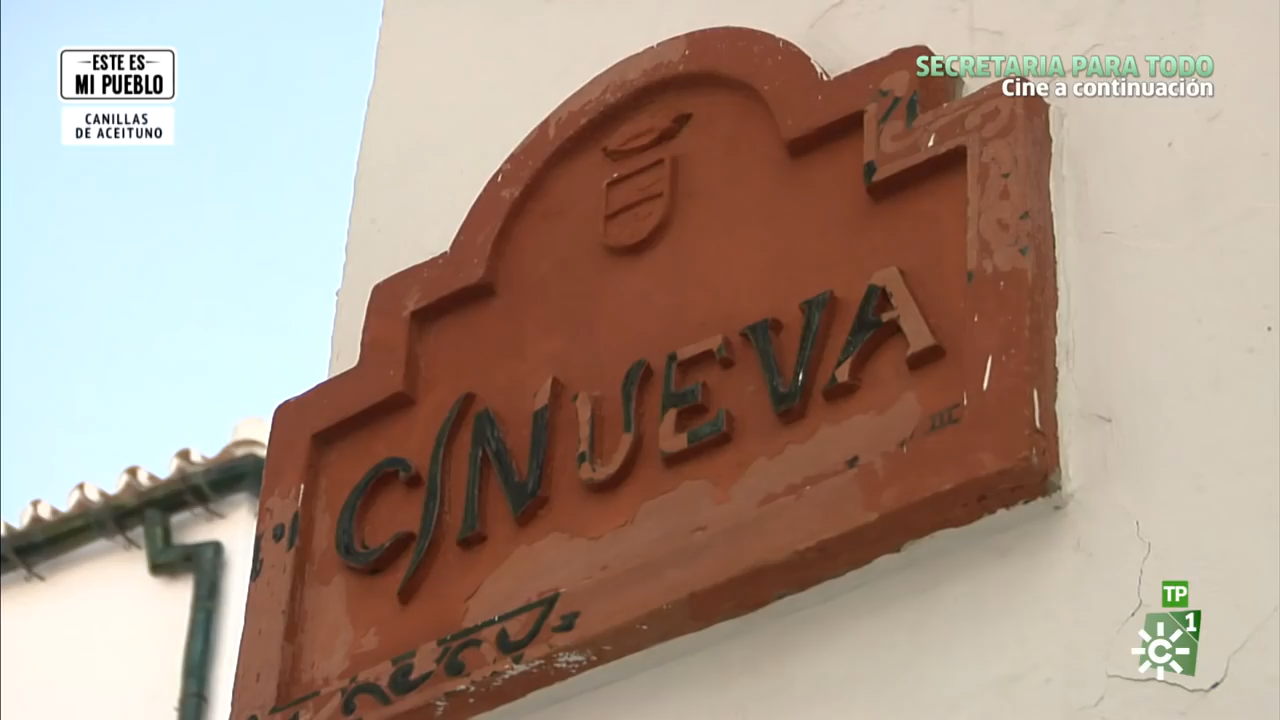 ESTE ES
MI PUEBLO
CANILLAS
DE ACEITUNO
SECRETARIA PARA TODO
Cine a continuación
C/NUEVA
TP
1